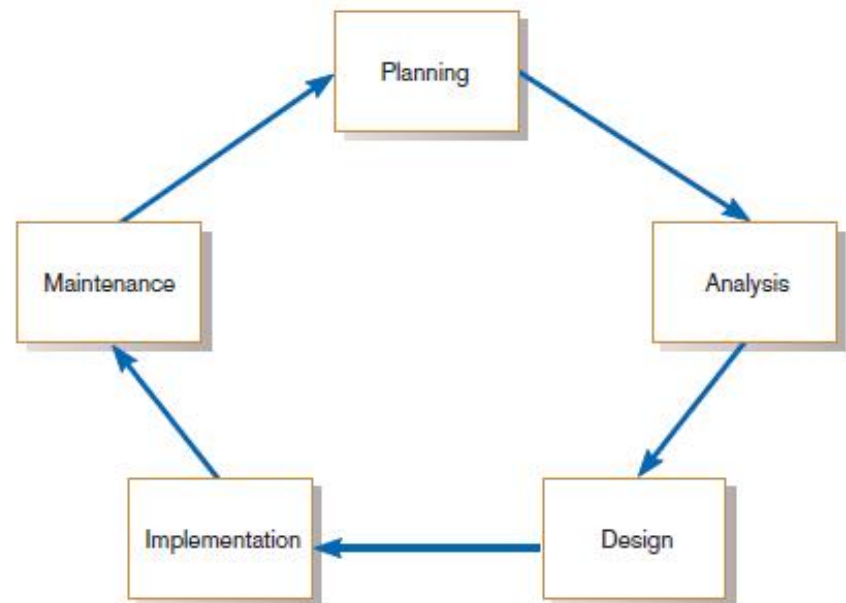 Planning
Analysis
Design
Implementation
Maintenance